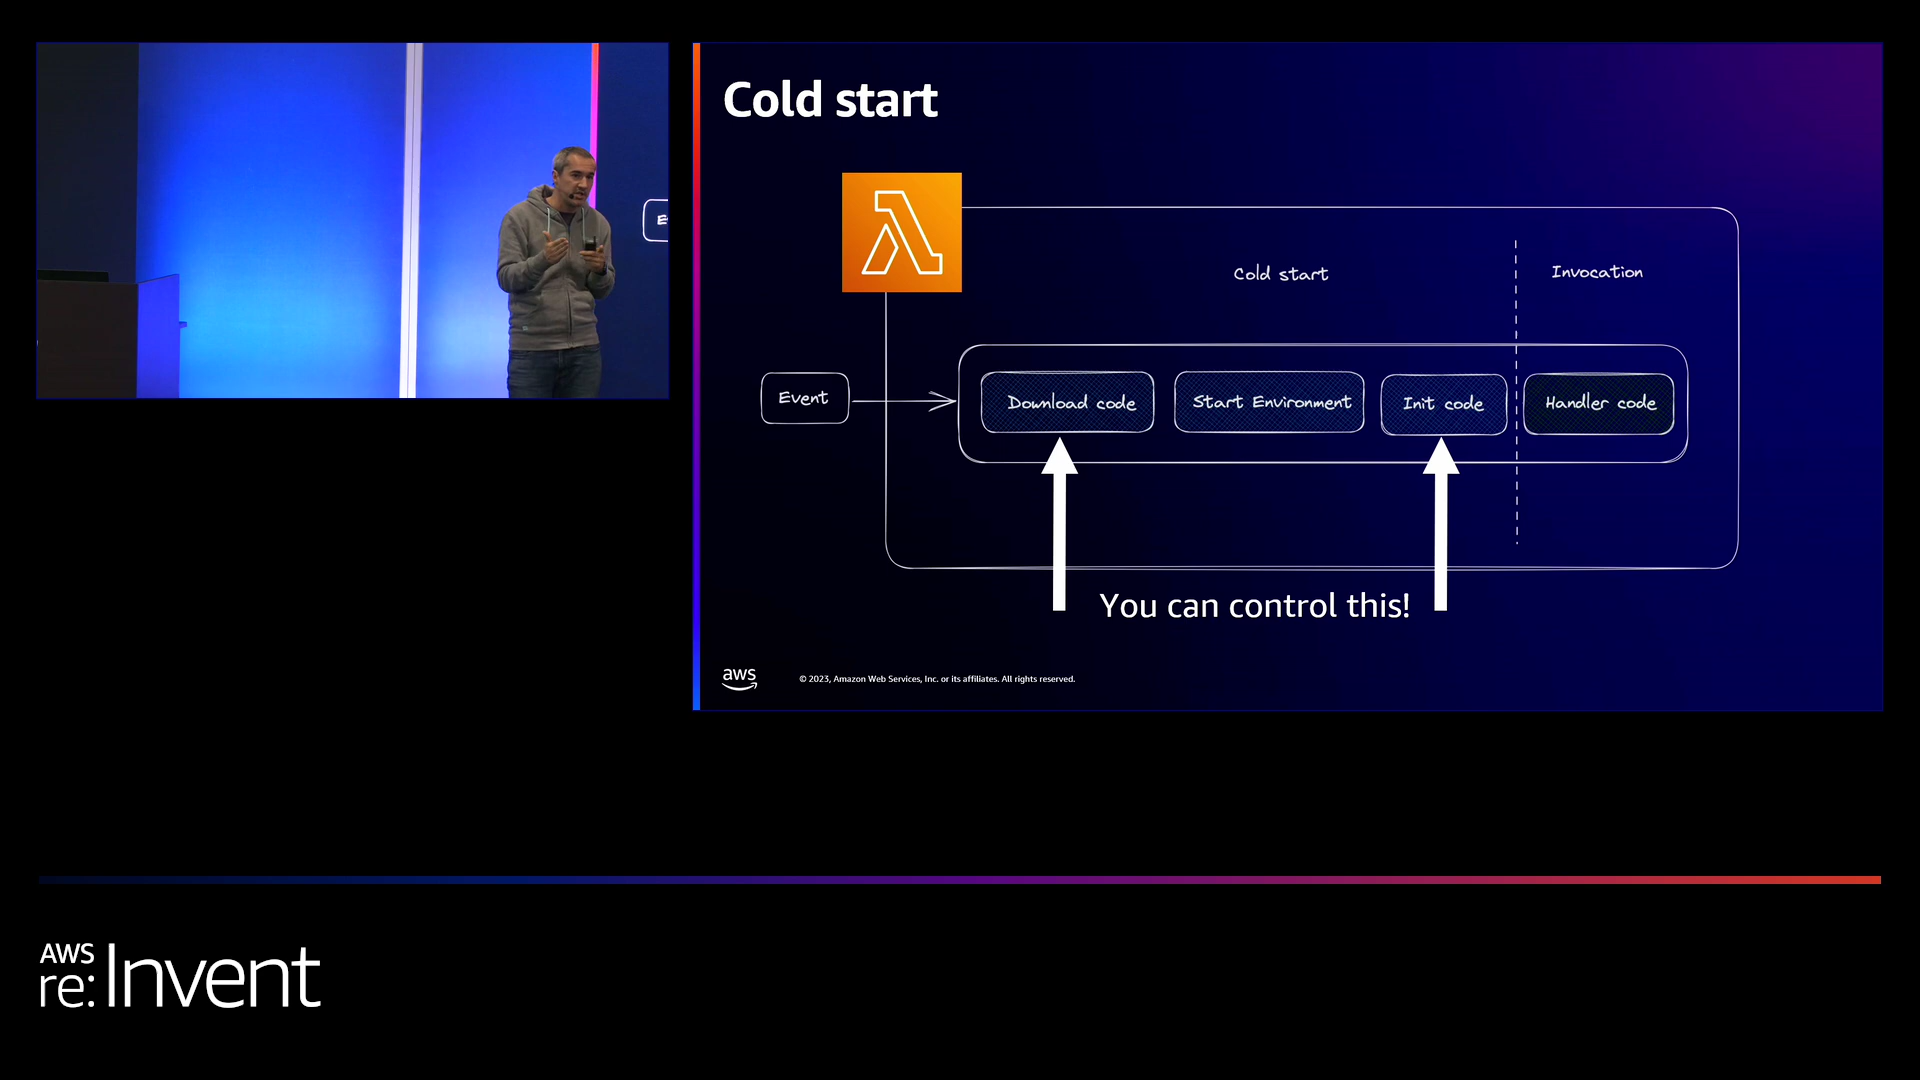 Cold start
Cold start
Invocation
Event
Download code
Start Environment
Init code
Handler code
You can control this!
aws
© 2023, Amazon Web Services, Inc. or its affiliates. All rights reserved.
AWS
re:Invent